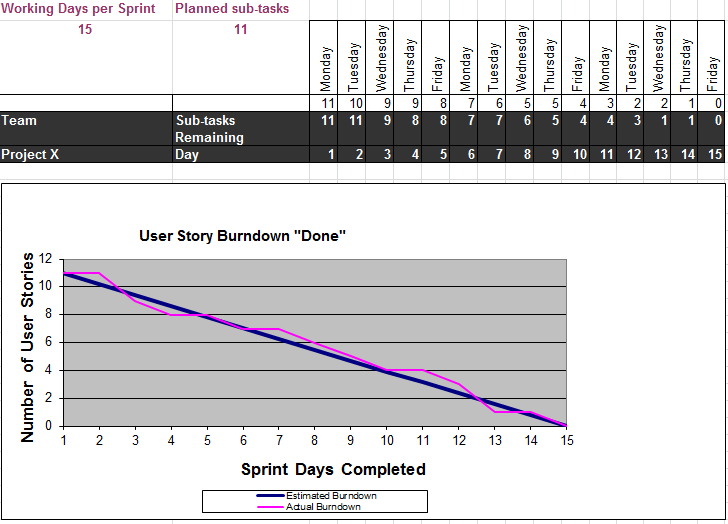 Working Days per Sprint Planned sub-tasks
15 11
Monday Tuesday Wednesday Thursday Friday Monday Tuesday Wednesday Thursday Friday Monday Tuesday Wednesday Thursday Friday
11 10 9 9 8 7 6 5 5 4 3 2 2 1 0
Team Sub-tasks 11 11 9 8 8 7 7 6 5 4 4 3 1 1 0
Remaining
Project X Day 1 2 3 4 5 6 7 8 9 10 11 12 13 14 15
User Story Burndown "Done"
Number of User Stories
12
10
8
6
4
2
0
1 2 3 4 5 6 7 8 9 10 11 12 13 14 15
Sprint Days Completed
Estimated Burndown
Actual Burndown